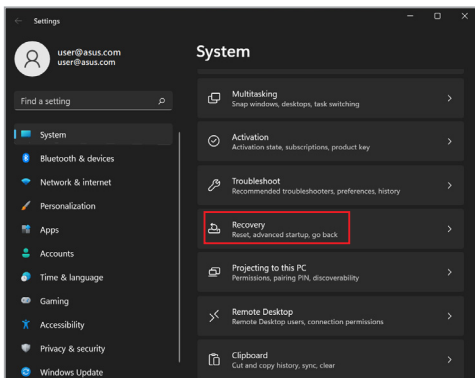 Settings
user@asus.com
user@asus.com
Find a setting
System
Bluetooth & devices
Network & internet
Personalization
Apps
Accounts
Time & language
Gaming
Accessibility
Privacy & security
Windows Update
System
Multitasking
Snap windows, desktops, task switching
Activation
Activation state, subscriptions, product key
Troubleshoot
Recommended troubleshooters, preferences, history
Recovery
Reset, advanced startup, go back
Projecting to this PC
Permissions, pairing PIN, discoverability
Remote Desktop
Remote Desktop users, connection permissions
Clipboard
Cut and copy history, sync, clear